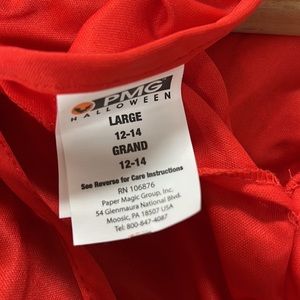 PMG
HALLOWEEN
LARGE
12-14
GRAND
12-14
See Reverse for Care Instructions
RN 106876
Paper Magic Group, Inc.
54 Glenmaura National Blvd.
Moosic, PA 18507 USA
Tel: 800-847-4087